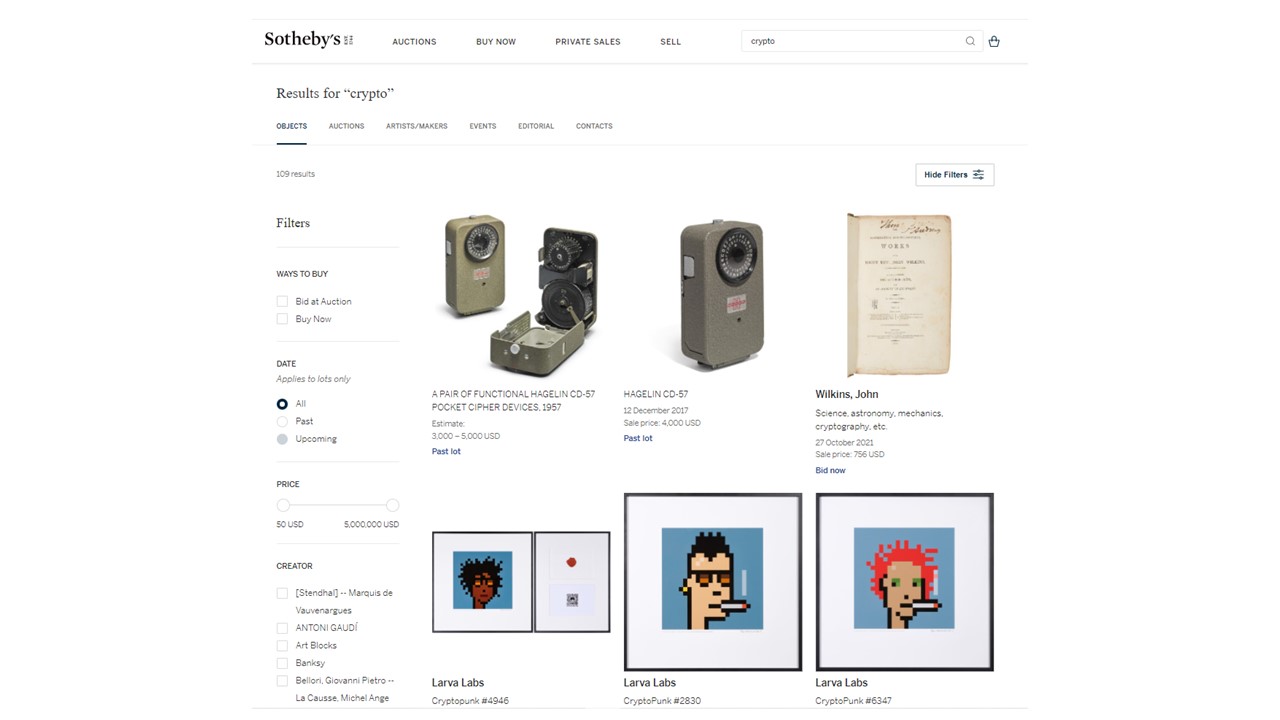 Sotheby's EST. 1744
AUCTIONS
BUY NOW
PRIVATE SALES
SELL
crypto
Results for “crypto”
OBJECTS
AUCTIONS
ARTISTS/MAKERS
EVENTS
EDITORIAL
CONTACTS
109 results
Hide Filters
Filters
WAYS TO BUY
Bid at Auction
Buy Now
DATE
Applies to lots only
All
Past
Upcoming
PRICE
50 USD
5,000,000 USD
CREATOR
[Stendhal] -- Marquis de
Vauvenargues
ANTONI GAUDÍ
Art Blocks
Banksy
Bellori, Giovanni Pietro --
La Causse, Michel Ange
A PAIR OF FUNCTIONAL HAGELIN CD-57
POCKET CIPHER DEVICES, 1957
Estimate:
3,000 – 5,000 USD
Past lot
HAGELIN CD-57
12 December 2017
Sale price: 4,000 USD
Past lot
WORKS
Wilkins, John
Science, astronomy, mechanics,
cryptography, etc.
27 October 2021
Sale price: 756 USD
Bid now
Larva Labs
Cryptopunk #4946
Larva Labs
CryptoPunk #2830
Larva Labs
CryptoPunk #6347